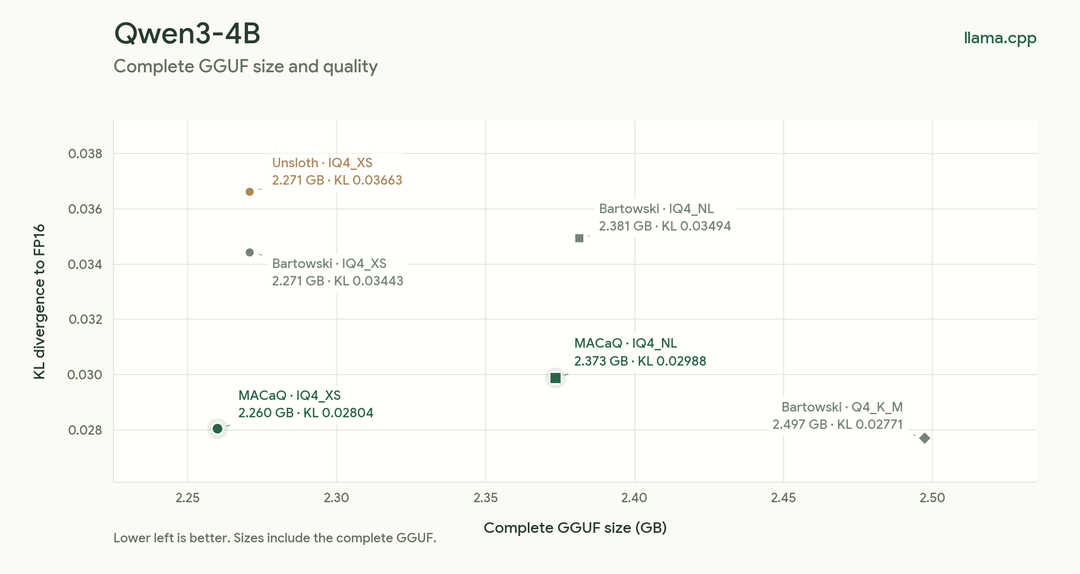 Qwen3-4B
llama.cpp
Complete GGUF size and quality
KL divergence to FP16
0.038
0.036
0.034
0.032
0.030
0.028
Unsloth · IQ4_XS
2.271 GB · KL 0.03663
Bartowski · IQ4_NL
2.381 GB · KL 0.03494
Bartowski · IQ4_XS
2.271 GB · KL 0.03443
MACaQ · IQ4_NL
2.373 GB · KL 0.02988
MACaQ · IQ4_XS
2.260 GB · KL 0.02804
Bartowski · Q4_K_M
2.497 GB · KL 0.02771
2.25
2.30
2.35
2.40
2.45
2.50
Complete GGUF size (GB)
Lower left is better. Sizes include the complete GGUF.